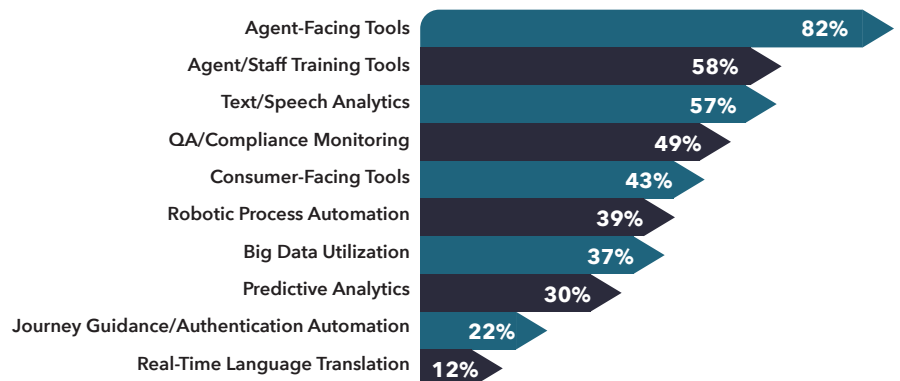 Agent-Facing Tools 82%
Agent/Staff Training Tools 58%
Text/Speech Analytics 57%
QA/Compliance Monitoring 49%
Consumer-Facing Tools 43%
Robotic Process Automation 39%
Big Data Utilization 37%
Predictive Analytics 30%
Journey Guidance/Authentication Automation 22%
Real-Time Language Translation 12%